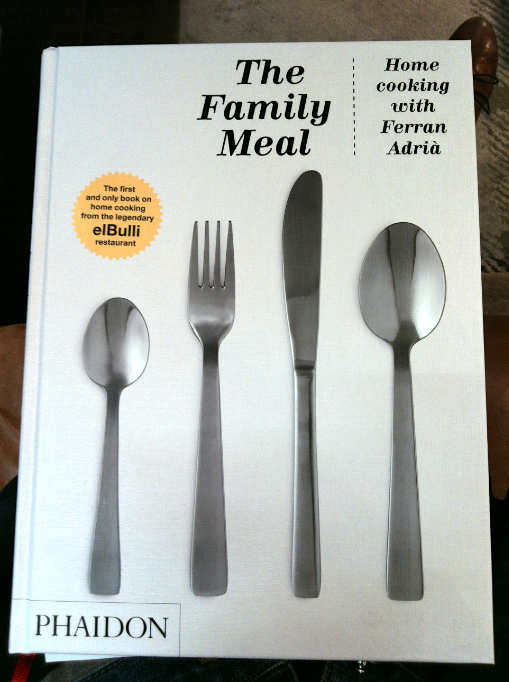 The
Family
Meal
Home
cooking
with
Ferran
Adrià
The first
and only book on
home cooking
from the legendary
elBulli
restaurant
PHAIDON